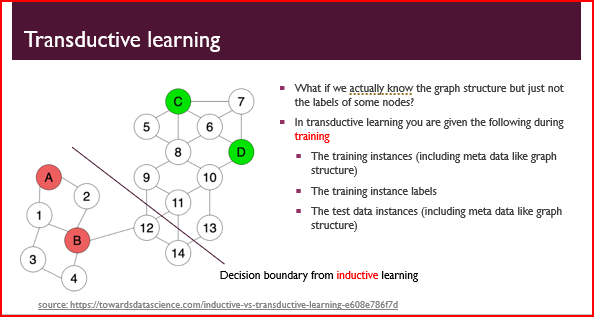 Transductive learning
What if we actually know the graph structure but just not
the labels of some nodes?
In transductive learning you are given the following during
training
The training instances (including meta data like graph
structure)
The training instance labels
The test data instances (including meta data like graph
structure)
C
7
5
6
8
D
9
10
A
2
11
1
12
13
B
14
3
4
Decision boundary from inductive learning
source: https://towardsdatascience.com/inductive-vs-transductive-learning-e608e786f7d